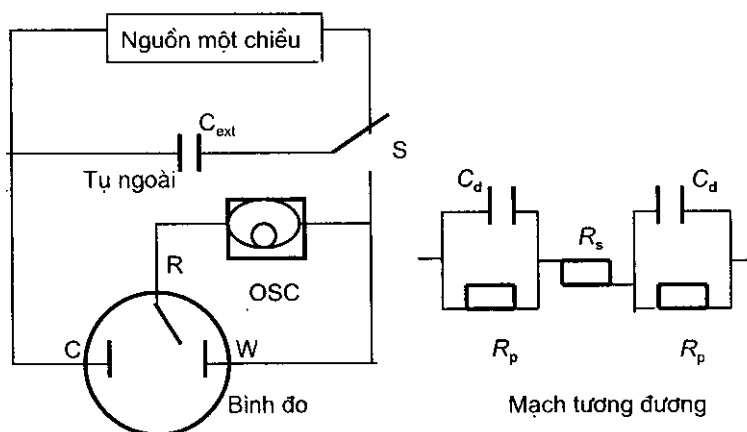 Nguồn một chiều
C_ext
S
Tụ ngoài
R
OSC
C
W
Bình đo
C_d
C_d
R_s
R_p
R_p
Mạch tương đương